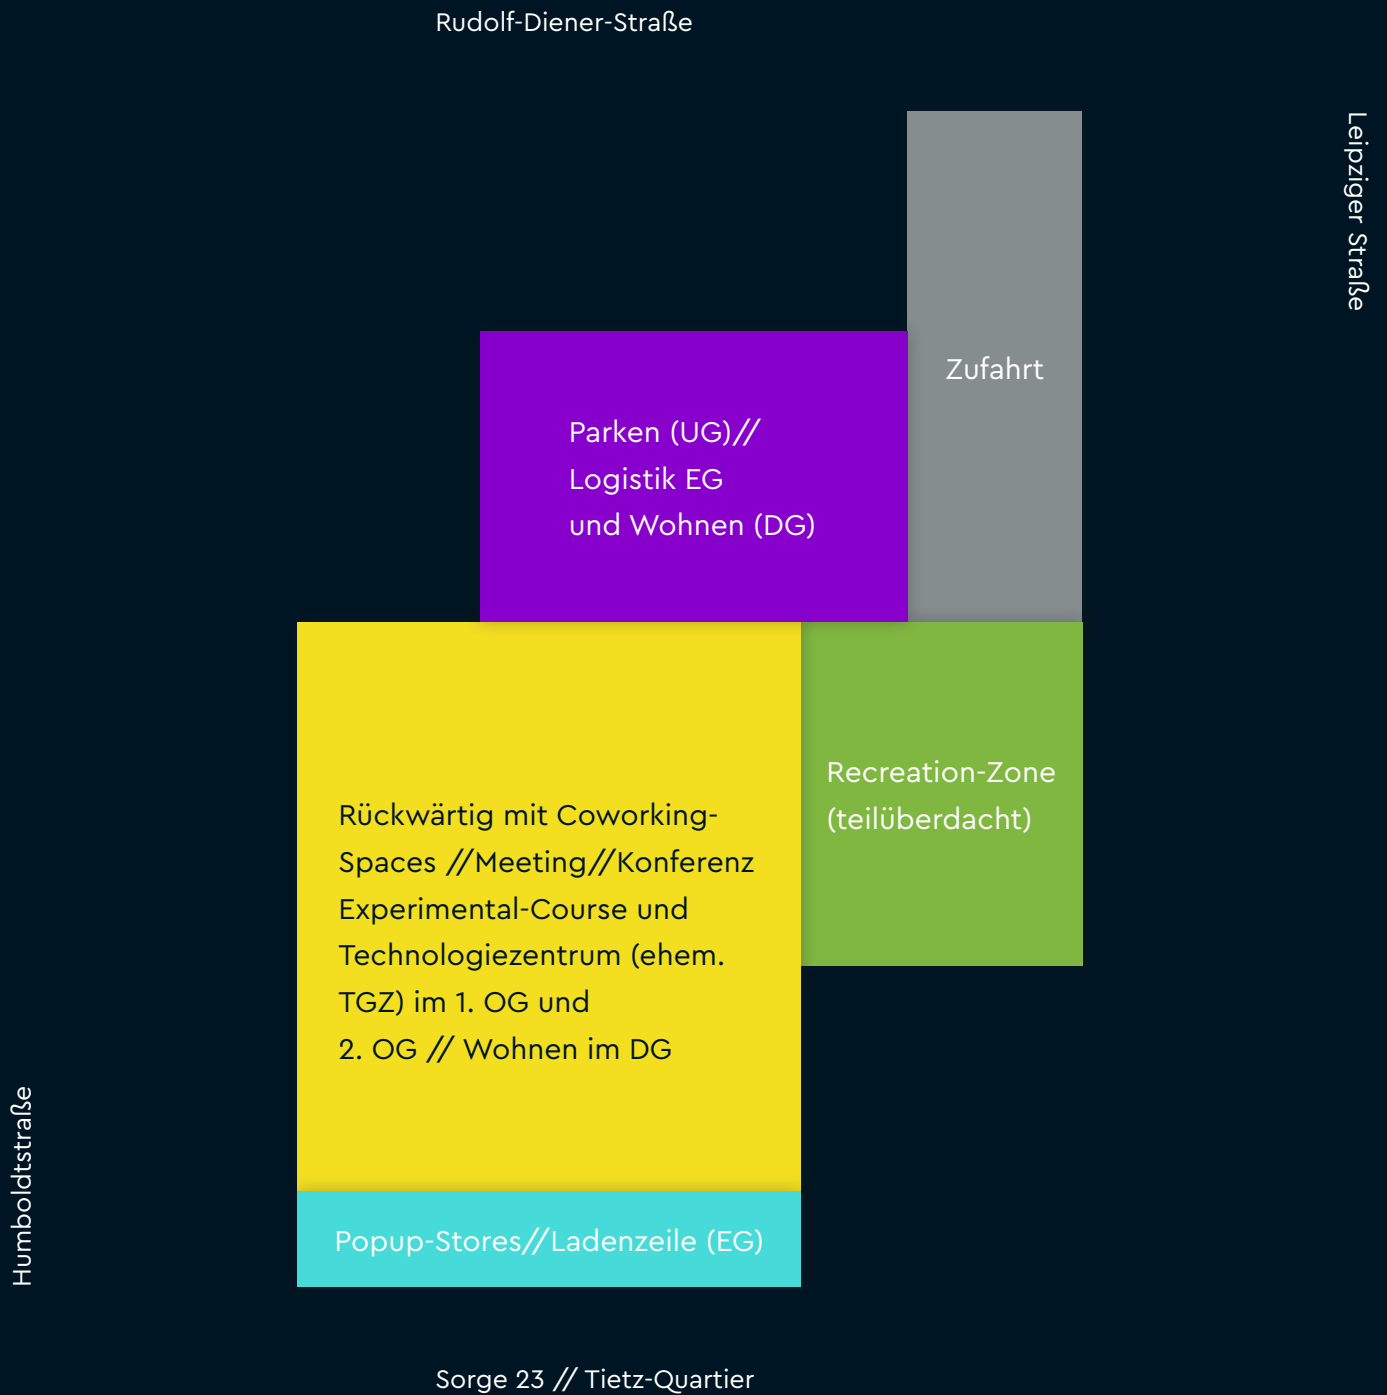 Rudolf-Diener-Straße
Leipziger Straße
Zufahrt
Parken (UG)//
Logistik EG
und Wohnen (DG)
Recreation-Zone
(teilüberdacht)
Rückwärtig mit Coworking-
Spaces //Meeting//Konferenz
Experimental-Course und
Technologiezentrum (ehem.
TGZ) im 1. OG und
2. OG // Wohnen im DG
Humboldtstraße
Popup-Stores//Ladenzeile (EG)
Sorge 23 // Tietz-Quartier